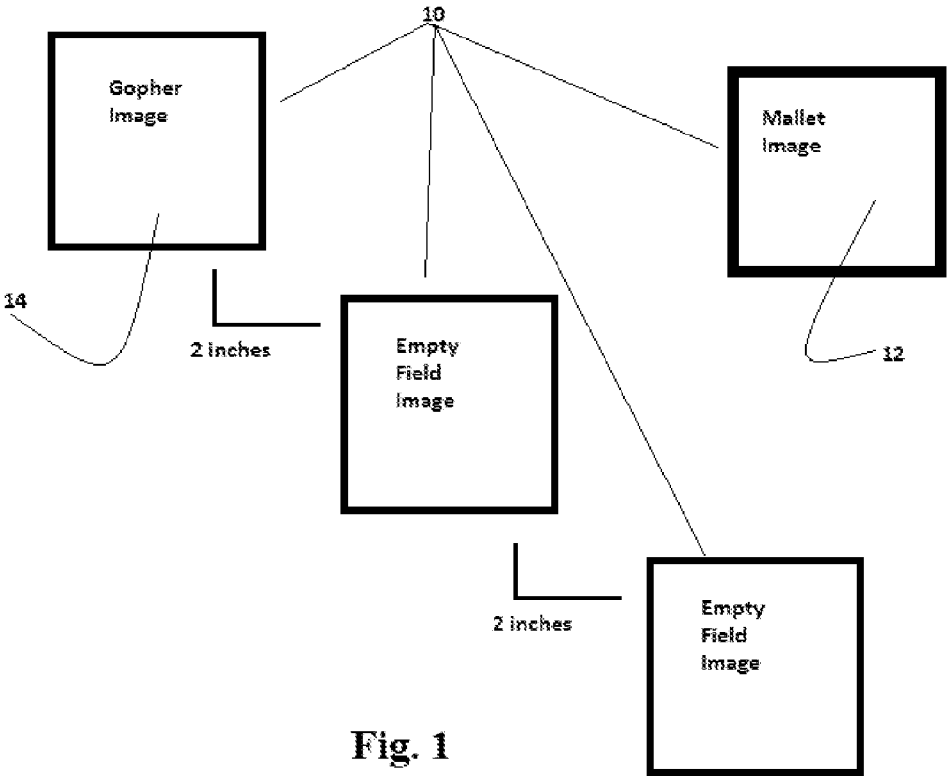 10
Gopher
Image
Mallet
Image
14
2 inches
Empty
Field
Image
12
2 inches
Empty
Field
Image
Fig. 1